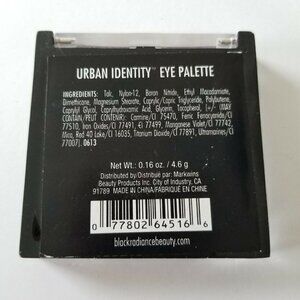 URBAN IDENTITY™ EYE PALETTE
INGREDIENTS: Talc, Nylon-12, Boron Nitride, Ethyl Macadamiate,
Dimethicone, Magnesium Stearate, Caprylic/Capric Triglyceride, Polybutene,
Caprylyl Glycol, Caprylhydroxamic Acid, Glycerin, Tocopherol, [+/- (MAY
CONTAIN/PEUT CONTENIR): Carmine/CI 75470, Ferric Ferrocyanide/CI
77510, Iron Oxides/CI 77491, CI 77499, Manganese Violet/CI 77742,
Mica, Red 40 Lake/CI 16035, Titanium Dioxide/CI 77891, Ultramarines/CI
77007]. 0613
Net Wt.: 0.16 oz. / 4.6 g
Distributed by/Distribué par: Markwins
Beauty Products Inc. City of Industry, CA
91789 MADE IN CHINA/FABRIQUÉ EN CHINE
0 77802 64516 6
blackradiancebeauty.com